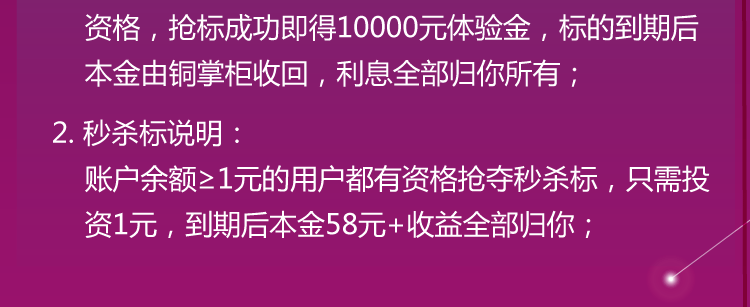 资格，抢标成功即得10000元体验金，标的到期后
本金由铜掌柜收回，利息全部归你所有；
2. 秒杀标说明：
账户余额≥1元的用户都有资格抢夺秒杀标，只需投
资1元，到期后本金58元+收益全部归你；